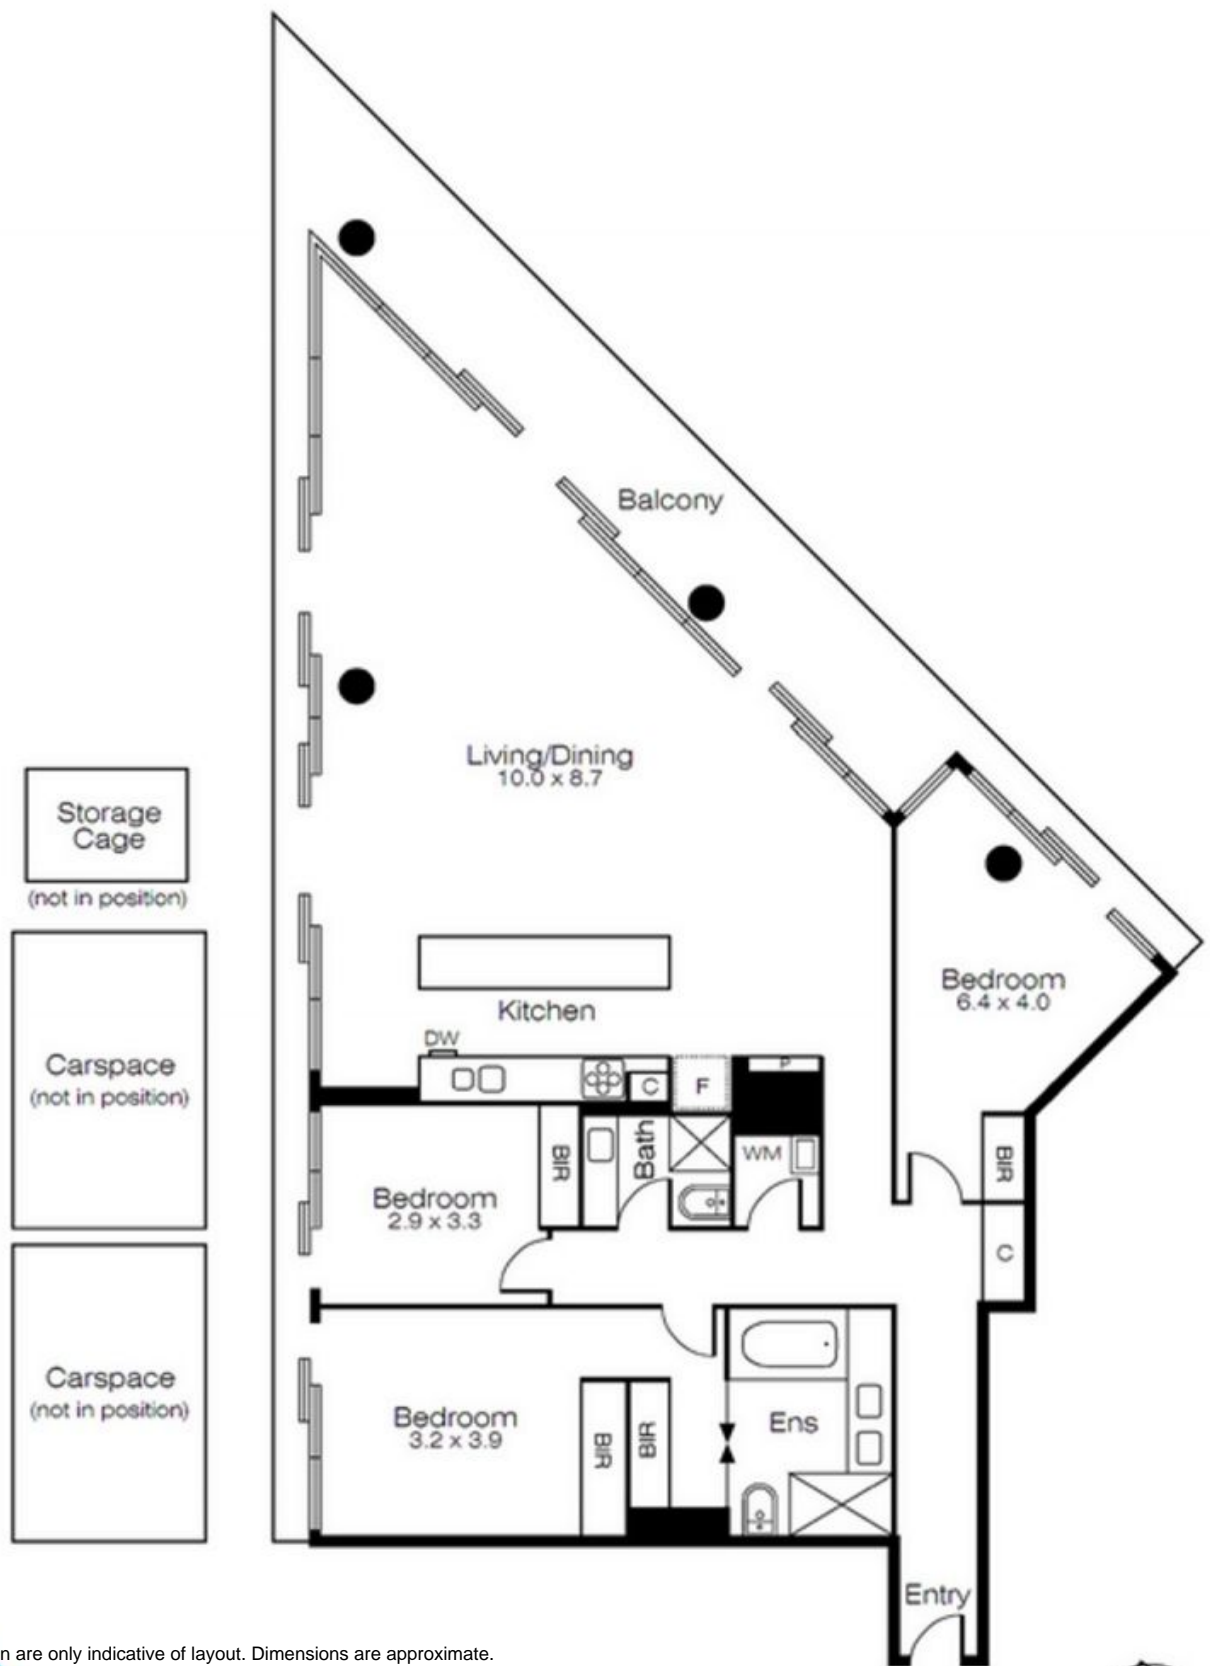 Balcony
Living/Dining
10.0 x 8.7
Storage
Cage
(not in position)
Bedroom
6.4 x 4.0
Kitchen
DW
Carspace
(not in position)
C
F
P
BIR
Bath
WM
BIR
Bedroom
2.9 x 3.3
C
Carspace
(not in position)
Bedroom
3.2 x 3.9
BIR
BIR
Ens
Entry
n are only indicative of layout. Dimensions are approximate.